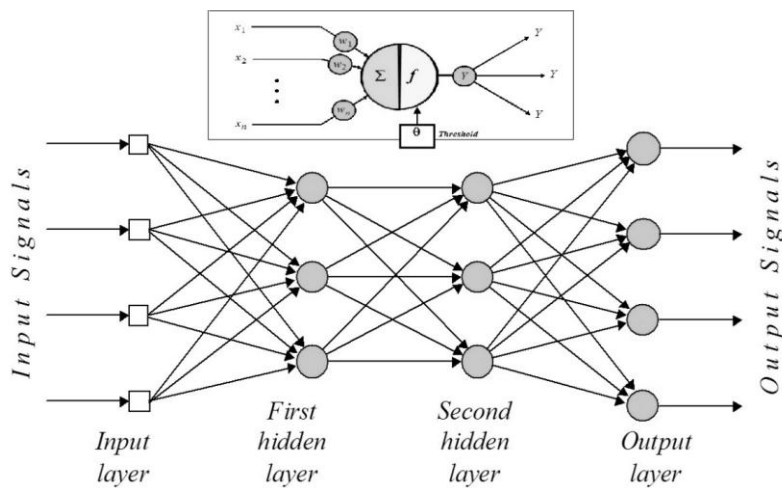 x1
w1
Y
x2
w2
Σ
f
Y
Y
wn
xn
θ
Threshold
Y
Input Signals
Output Signals
Input
layer
First
hidden
layer
Second
hidden
layer
Output
layer